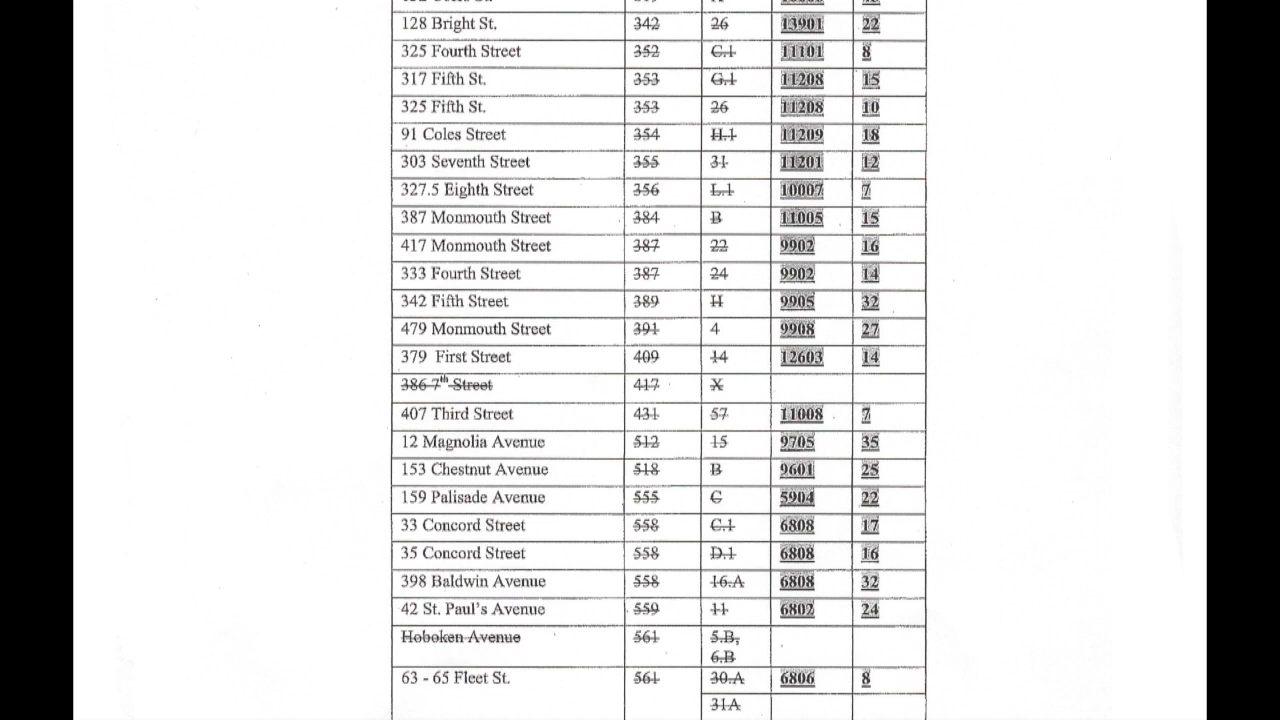 128 Bright St. 342 26 13901 22
325 Fourth Street 352 C.1 11101 8
317 Fifth St. 353 G.1 11208 15
325 Fifth St. 353 26 11208 10
91 Coles Street 354 H.1 11209 18
303 Seventh Street 355 31 11201 12
327.5 Eighth Street 356 L.1 10007 7
387 Monmouth Street 384 B 11005 15
417 Monmouth Street 387 22 9902 16
333 Fourth Street 387 24 9902 14
342 Fifth Street 389 H 9905 32
479 Monmouth Street 391 4 9908 27
379 First Street 409 14 12603 14
386 7th Street 417 X
407 Third Street 431 57 11008 7
12 Magnolia Avenue 512 15 9705 35
153 Chestnut Avenue 518 B 9601 25
159 Palisade Avenue 555 C 5904 22
33 Concord Street 558 C.1 6808 17
35 Concord Street 558 D.1 6808 16
398 Baldwin Avenue 558 16.A 6808 32
42 St. Paul's Avenue 559 11 6802 24
Hoboken Avenue 561 5.B,
6.B
63 - 65 Fleet St. 561 30.A 6806 8
31A